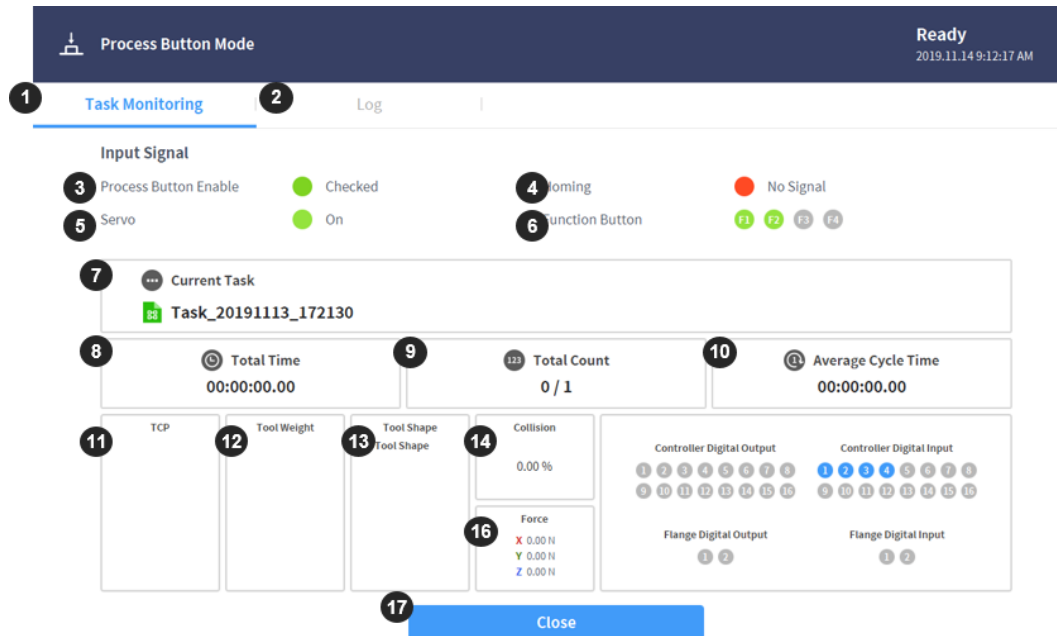 Process Button Mode
Ready
2019.11.14 9:12:17 AM
1 Task Monitoring
2 Log
Input Signal
3 Process Button Enable Checked
4 Homing No Signal
5 Servo On
6 Function Button F1 F2 F3 F4
7 Current Task
Task_20191113_172130
8 Total Time
00:00:00.00
9 123 Total Count
0 / 1
10 Average Cycle Time
00:00:00.00
11 TCP
12 Tool Weight
13 Tool Shape
Tool Shape
14 Collision
0.00 %
16 Force
X 0.00 N
Y 0.00 N
Z 0.00 N
Controller Digital Output
1 2 3 4 5 6 7 8
9 10 11 12 13 14 15 16
Controller Digital Input
1 2 3 4 5 6 7 8
9 10 11 12 13 14 15 16
Flange Digital Output
1 2
Flange Digital Input
1 2
17 Close